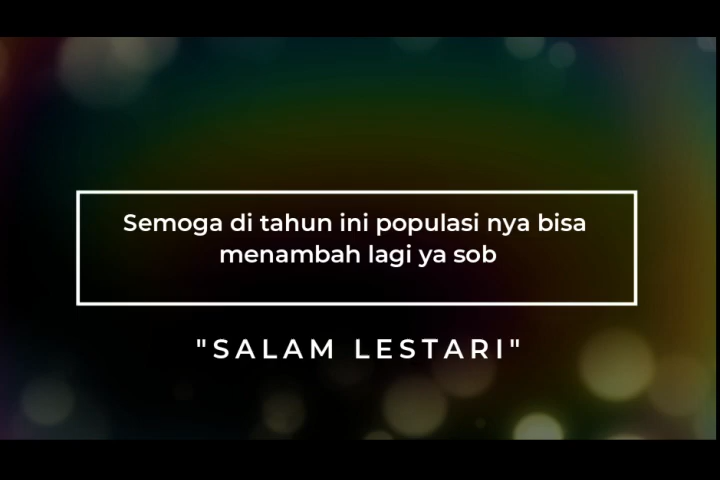 Semoga di tahun ini populasi nya bisa
menambah lagi ya sob
"SALAM LESTARI"